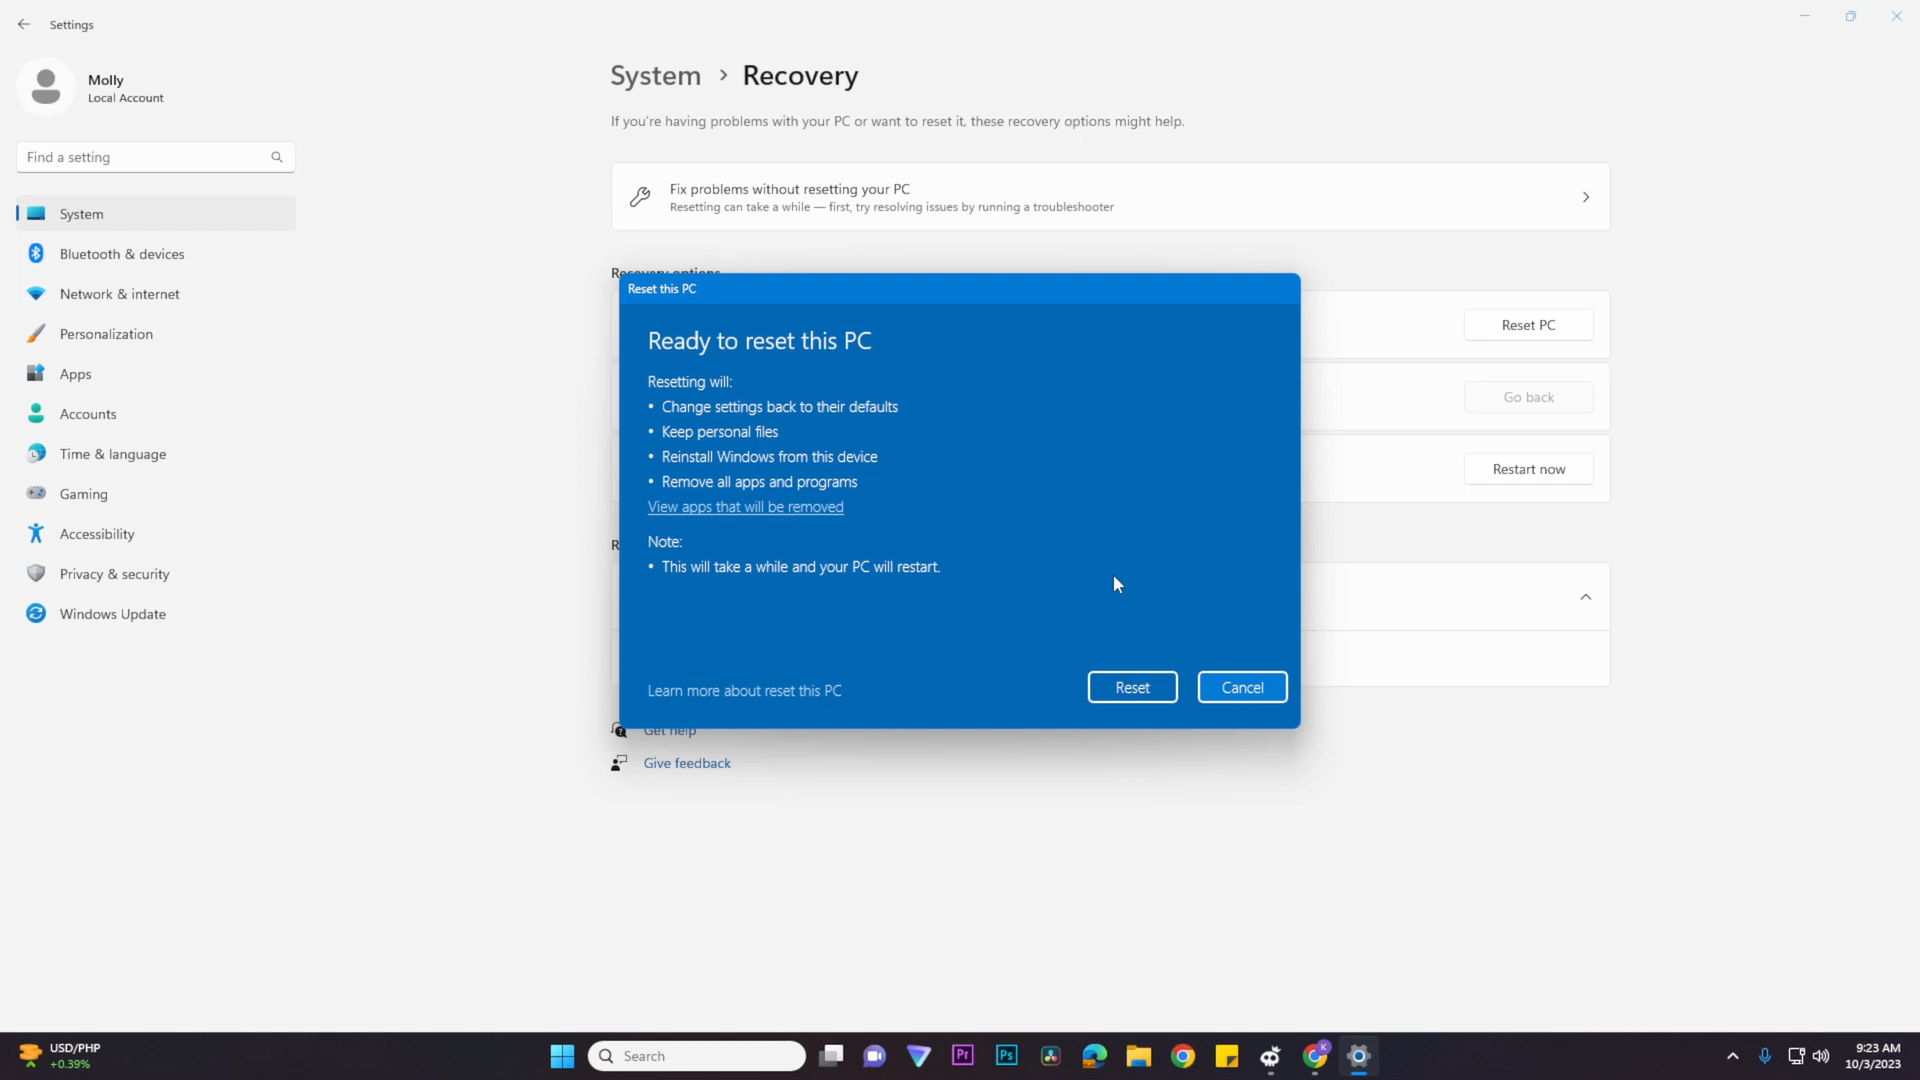 Settings
Molly
Local Account
Find a setting
System
Bluetooth & devices
Network & internet
Personalization
Apps
Accounts
Time & language
Gaming
Accessibility
Privacy & security
Windows Update
System > Recovery
If you're having problems with your PC or want to reset it, these recovery options might help.
Fix problems without resetting your PC
Resetting can take a while — first, try resolving issues by running a troubleshooter
Recovery options
Reset PC
Go back
Restart now
Reset this PC
Ready to reset this PC
Resetting will:
• Change settings back to their defaults
• Keep personal files
• Reinstall Windows from this device
• Remove all apps and programs
View apps that will be removed
Note:
• This will take a while and your PC will restart.
Learn more about reset this PC
Reset
Cancel
Get help
Give feedback
USD/PHP
+0.39%
Search
Pr
Ps
K
9:23 AM
10/3/2023